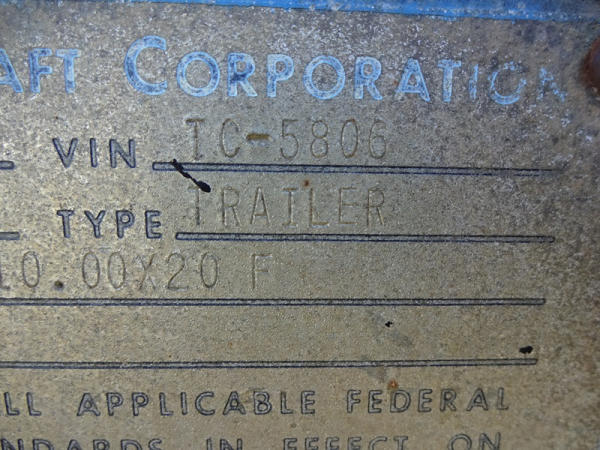 AFT CORPORATION
VIN TC-5806
TYPE TRAILER
10.00X20 F
LL APPLICABLE FEDERAL
NDARDS IN EFFECT ON